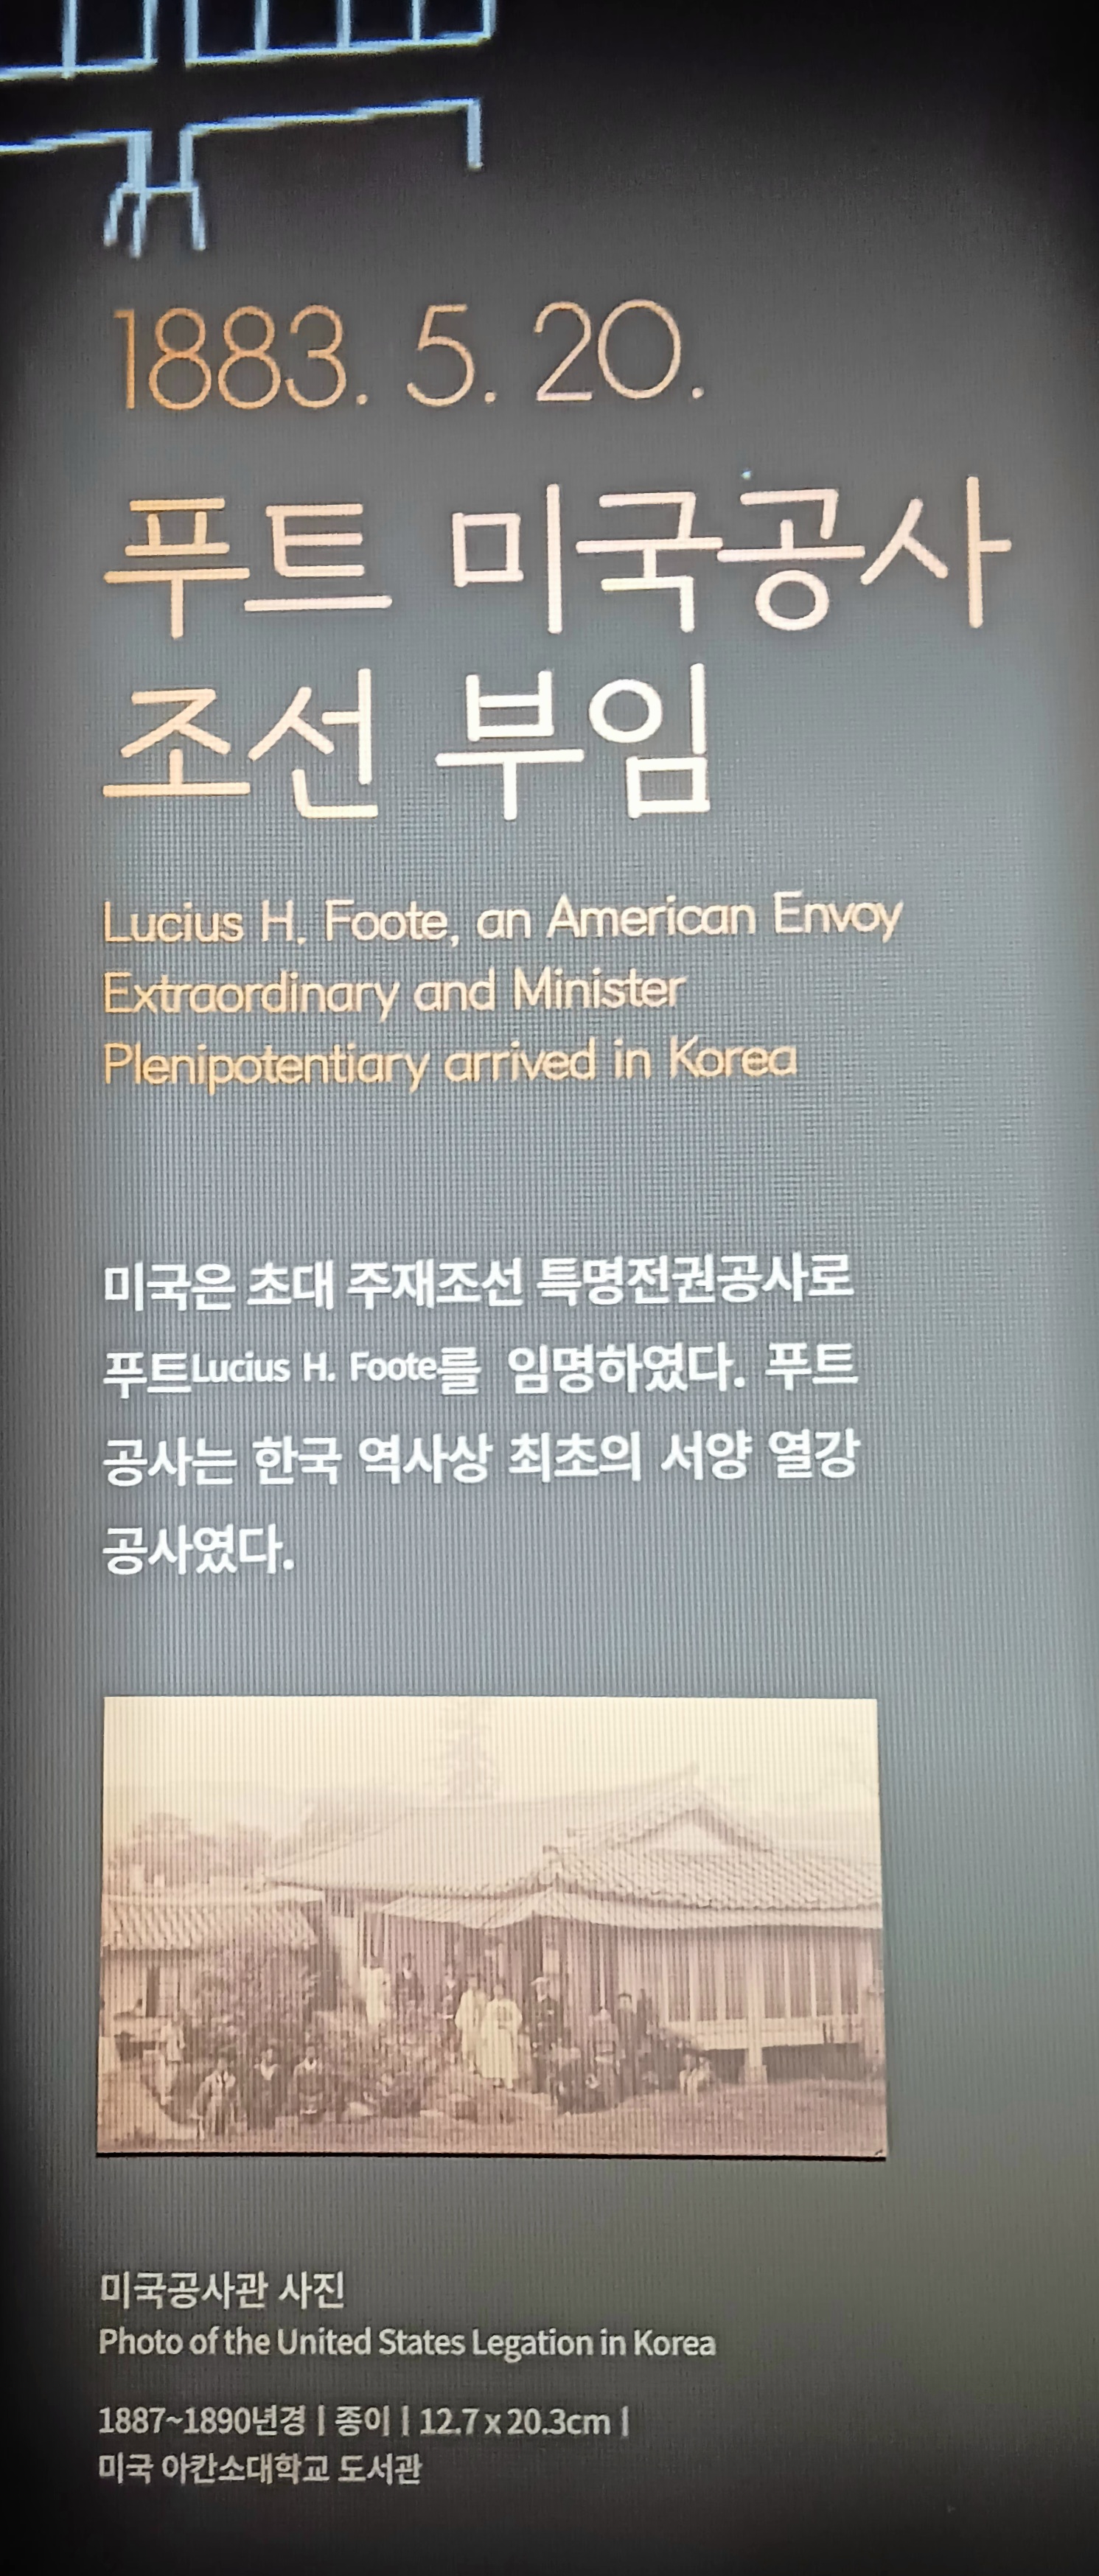 1883. 5. 20.
푸트 미국공사
조선 부임
Lucius H. Foote, an American Envoy
Extraordinary and Minister
Plenipotentiary arrived in Korea
미국은 초대 주재조선 특명전권공사로
푸트Lucius H. Foote를 임명하였다. 푸트
공사는 한국 역사상 최초의 서양 열강
공사였다.
미국공사관 사진
Photo of the United States Legation in Korea
1887~1890년경 | 종이 | 12.7 x 20.3cm |
미국 아칸소대학교 도서관